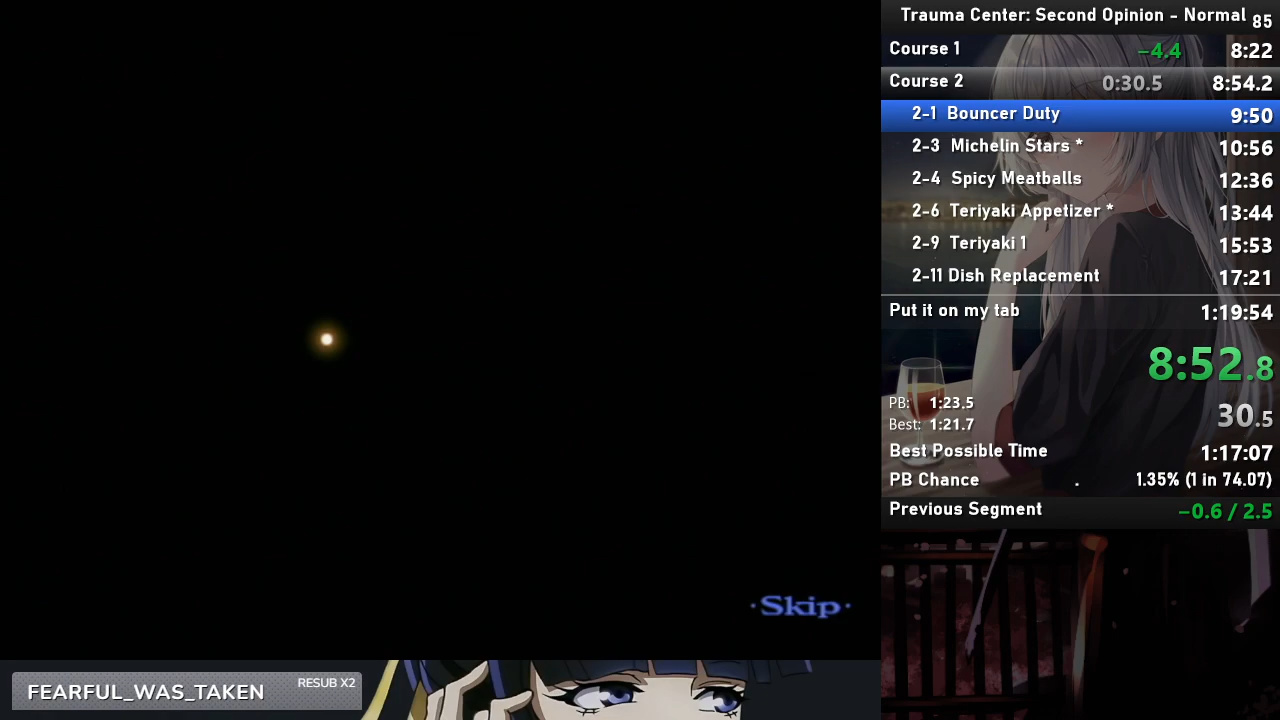 Trauma Center: Second Opinion - Normal 85
Course 1 −4.4 8:22
Course 2 0:30.5 8:54.2
2-1 Bouncer Duty 9:50
2-3 Michelin Stars * 10:56
2-4 Spicy Meatballs 12:36
2-6 Teriyaki Appetizer * 13:44
2-9 Teriyaki 1 15:53
2-11 Dish Replacement 17:21
Put it on my tab 1:19:54
8:52.8
PB: 1:23.5
Best: 1:21.7
30.5
Best Possible Time 1:17:07
PB Chance . 1.35% (1 in 74.07)
Previous Segment −0.6 / 2.5
·Skip·
FEARFUL_WAS_TAKEN RESUB X2